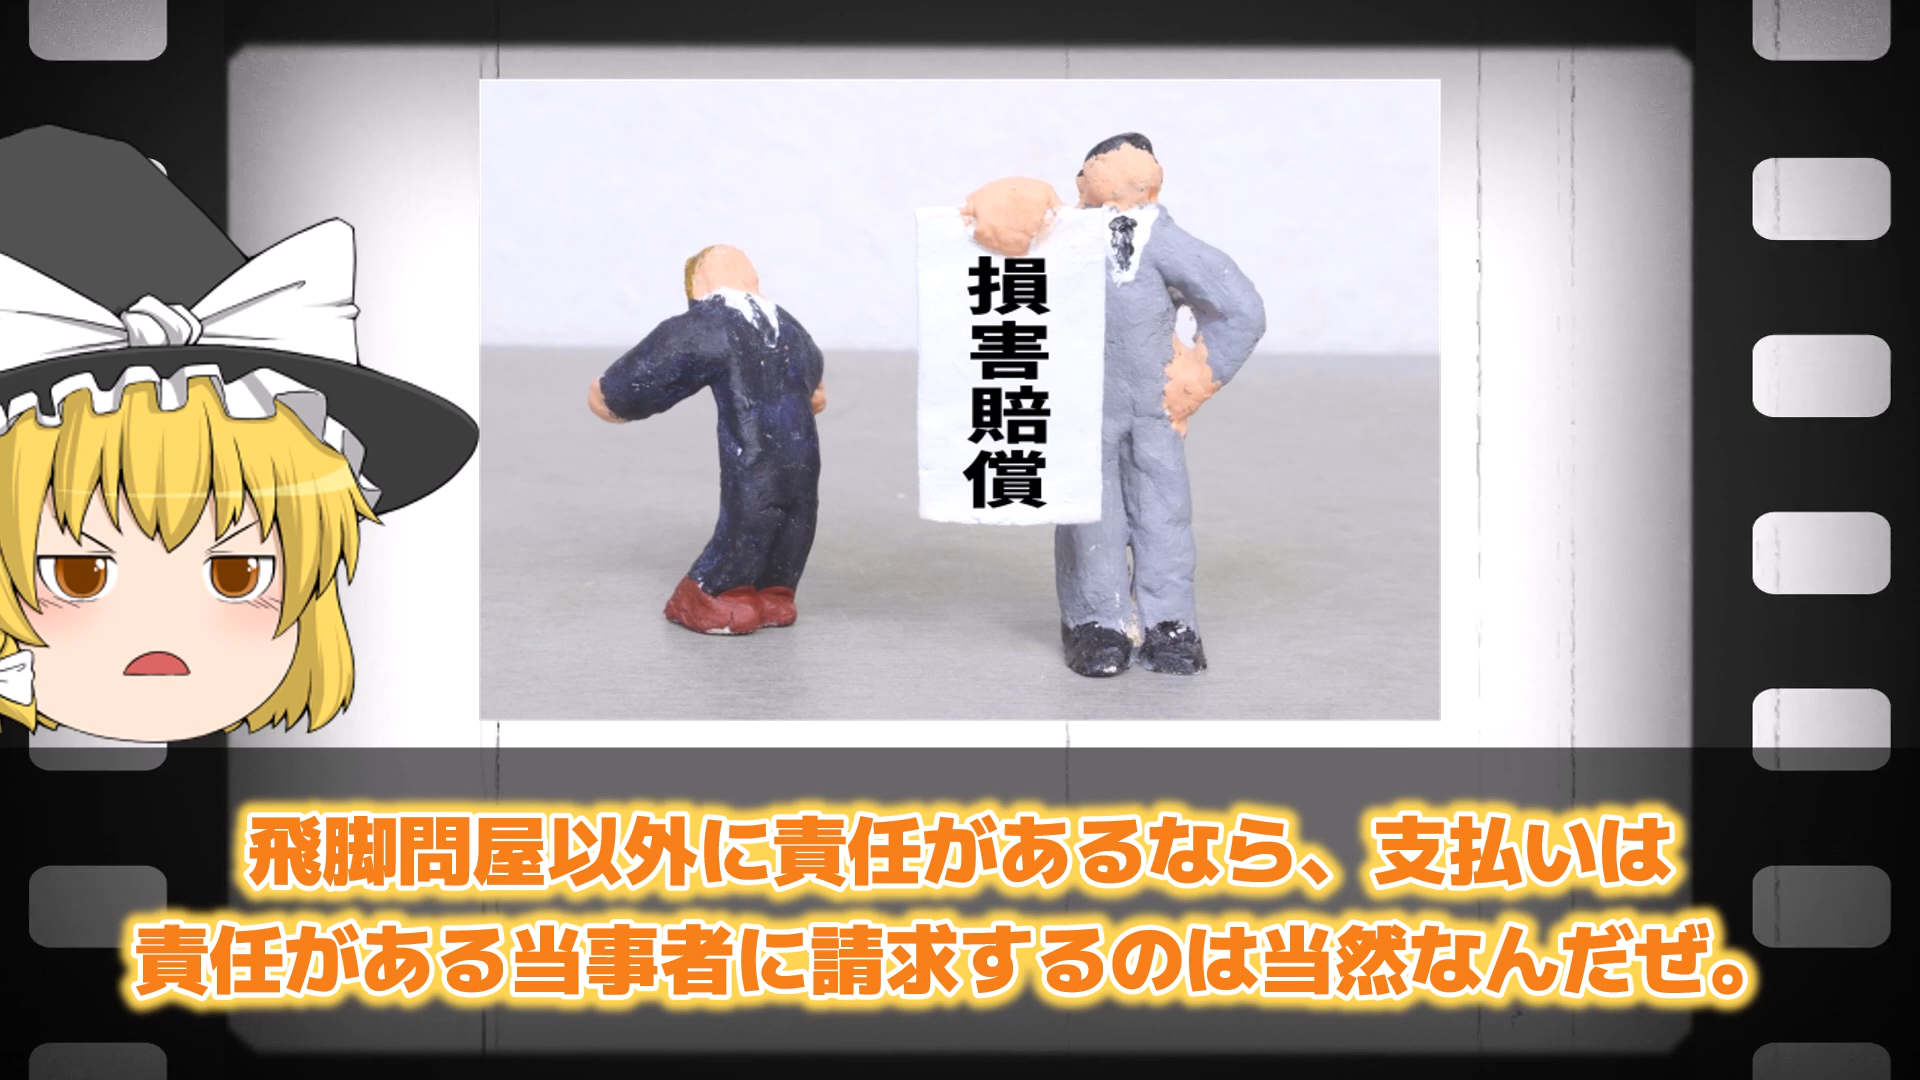 損害賠償
飛脚問屋以外に責任があるなら、支払いは
責任がある当事者に請求するのは当然なんだぜ。